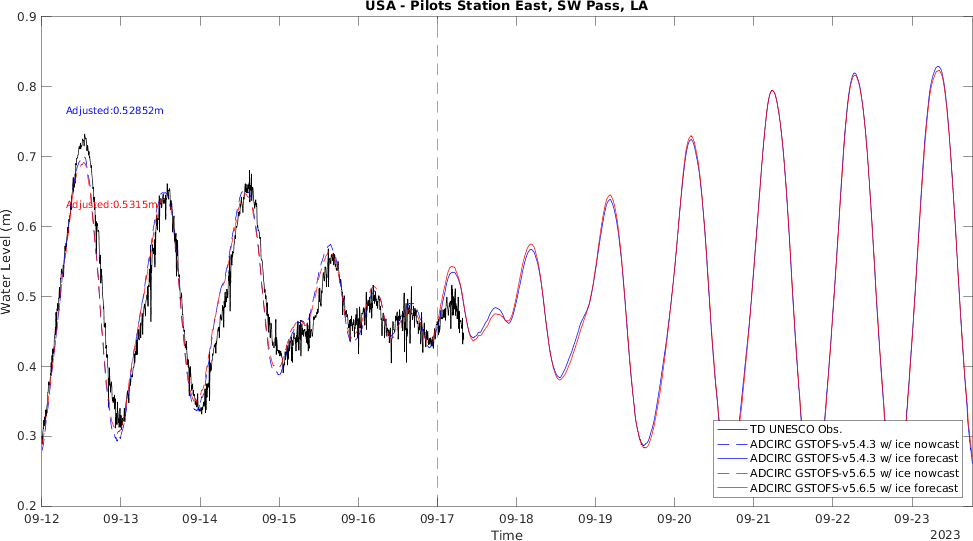 USA - Pilots Station East, SW Pass, LA
0.9
0.8
0.7
0.6
0.5
0.4
0.3
0.2
Water Level (m)
Adjusted:0.52852m
Adjusted:0.5315m
TD UNESCO Obs.
ADCIRC GSTOFS-v5.4.3 w/ ice nowcast
ADCIRC GSTOFS-v5.4.3 w/ ice forecast
ADCIRC GSTOFS-v5.6.5 w/ ice nowcast
ADCIRC GSTOFS-v5.6.5 w/ ice forecast
09-12 09-13 09-14 09-15 09-16 09-17 09-18 09-19 09-20 09-21 09-22 09-23
Time
2023